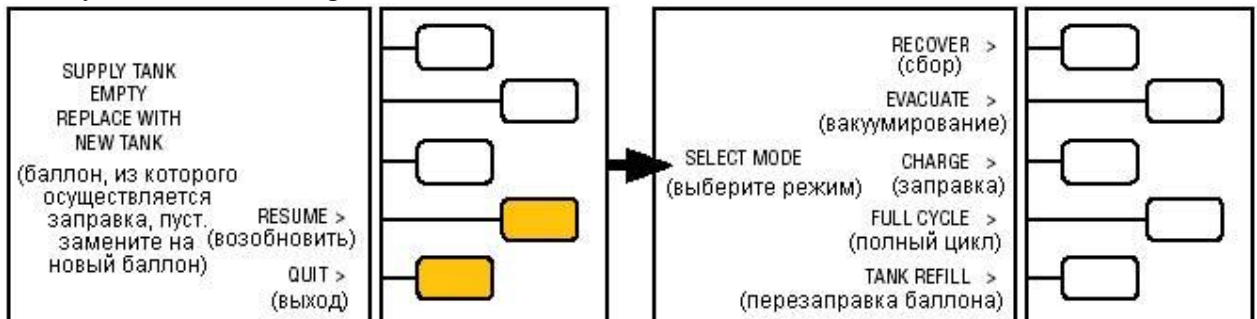 SUPPLY TANK
EMPTY
REPLACE WITH
NEW TANK
(баллон, из которого
осуществляется
заправка, пуст.
замените на
новый баллон)
RESUME >
(возобновить)
QUIT >
(выход)
SELECT MODE
(выберите режим)
RECOVER >
(сбор)
EVACUATE >
(вакуумирование)
CHARGE >
(заправка)
FULL CYCLE >
(полный цикл)
TANK REFILL >
(перезаправка баллона)